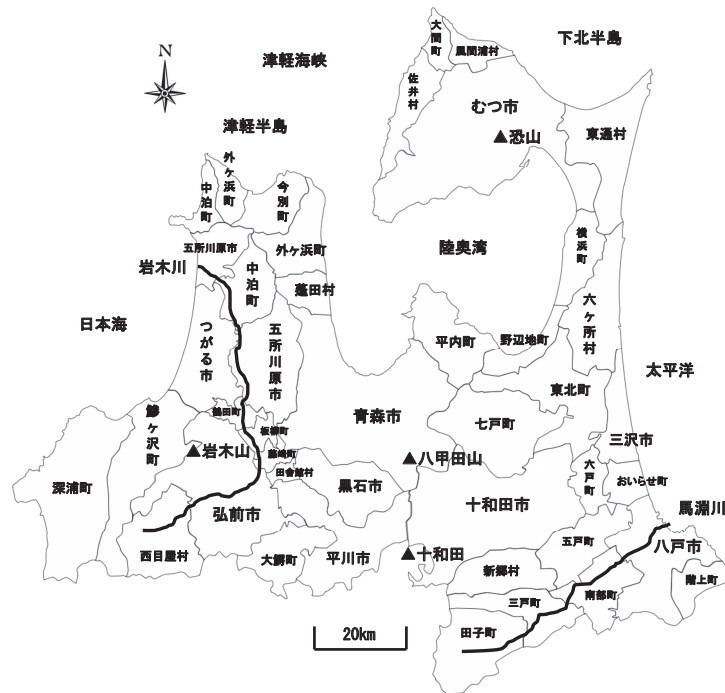 大間町
風間浦村
下北半島
津軽海峡
N
佐井村
むつ市
恐山
東通村
津軽半島
外ヶ浜町
今別町
中泊町
横浜町
五所川原市
外ヶ浜町
陸奥湾
岩木川
中泊町
蓬田村
六ヶ所村
日本海
つがる市
五所川原市
平内町
野辺地町
太平洋
東北町
鰺ヶ沢町
鶴田町
青森市
七戸町
板柳町
三沢市
岩木山
藤崎町
八甲田山
田舎館村
六戸町
おいらせ町
深浦町
黒石市
十和田市
馬淵川
弘前市
五戸町
八戸市
西目屋村
大鰐町
平川市
十和田
新郷村
階上町
南部町
三戸町
田子町
20km